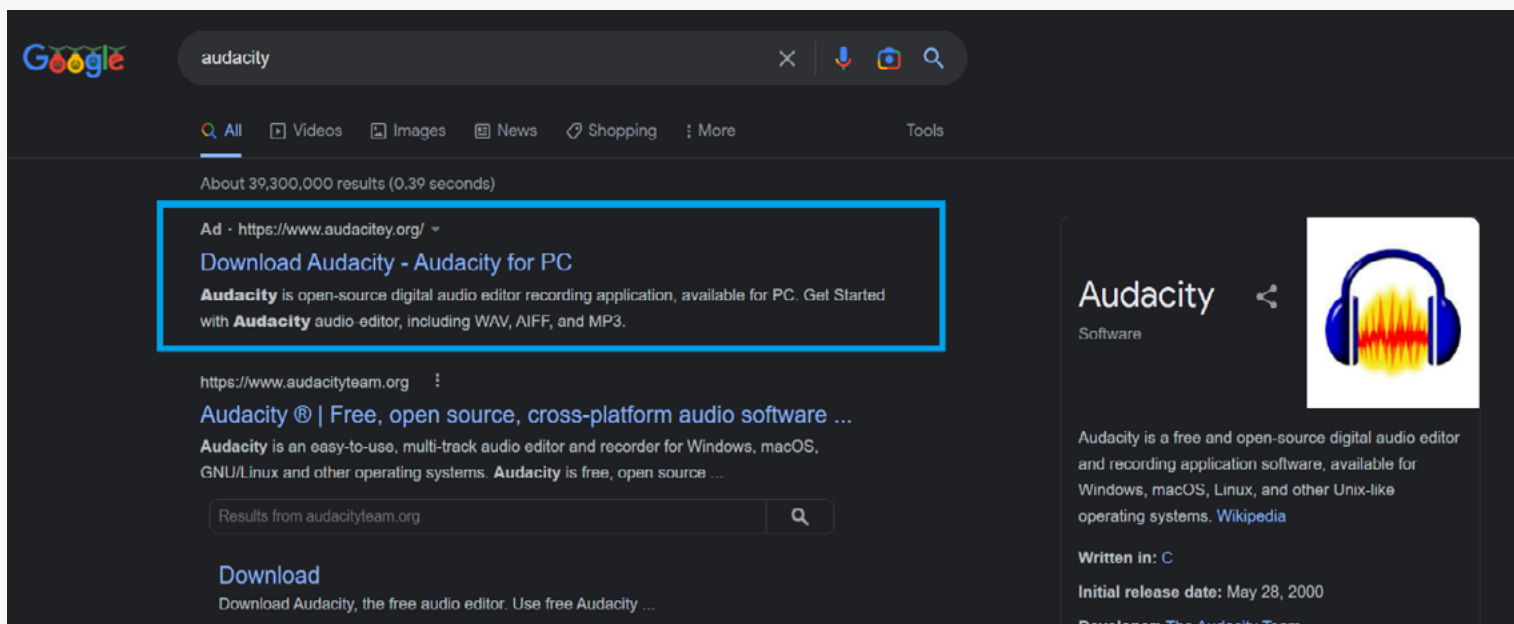 Google
audacity
All Videos Images News Shopping More Tools
About 39,300,000 results (0.39 seconds)
Ad · https://www.audacitey.org/
Download Audacity - Audacity for PC
Audacity is open-source digital audio editor recording application, available for PC. Get Started
with Audacity audio-editor, including WAV, AIFF, and MP3.
https://www.audacityteam.org
Audacity ® | Free, open source, cross-platform audio software ...
Audacity is an easy-to-use, multi-track audio editor and recorder for Windows, macOS,
GNU/Linux and other operating systems. Audacity is free, open source ...
Results from audacityteam.org
Download
Download Audacity, the free audio editor. Use free Audacity ...
Audacity
Software
Audacity is a free and open-source digital audio editor
and recording application software, available for
Windows, macOS, Linux, and other Unix-like
operating systems. Wikipedia
Written in: C
Initial release date: May 28, 2000
Developer: The Audacity Team